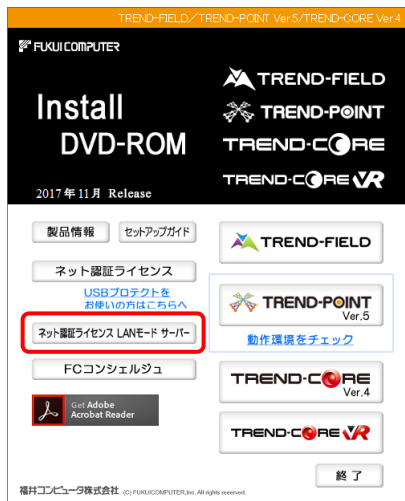 TREND-FIELD／TREND-POINT Ver.5/TREND-CORE Ver.4
FUKUI COMPUTER
Install
DVD-ROM
2017年11月 Release
TREND-FIELD
TREND-POINT
TREND-CORE
TREND-CORE VR
製品情報
セットアップガイド
ネット認証ライセンス
USBプロテクトを
お使いの方はこちらへ
ネット認証ライセンス LANモード サーバー
FCコンシェルジュ
Get Adobe
Acrobat Reader
TREND-FIELD
TREND-POINT
Ver.5
動作環境をチェック
TREND-CORE
Ver.4
TREND-CORE VR
終了
福井コンピュータ株式会社 (C) FUKUICOMPUTER,Inc. All rights reserved.